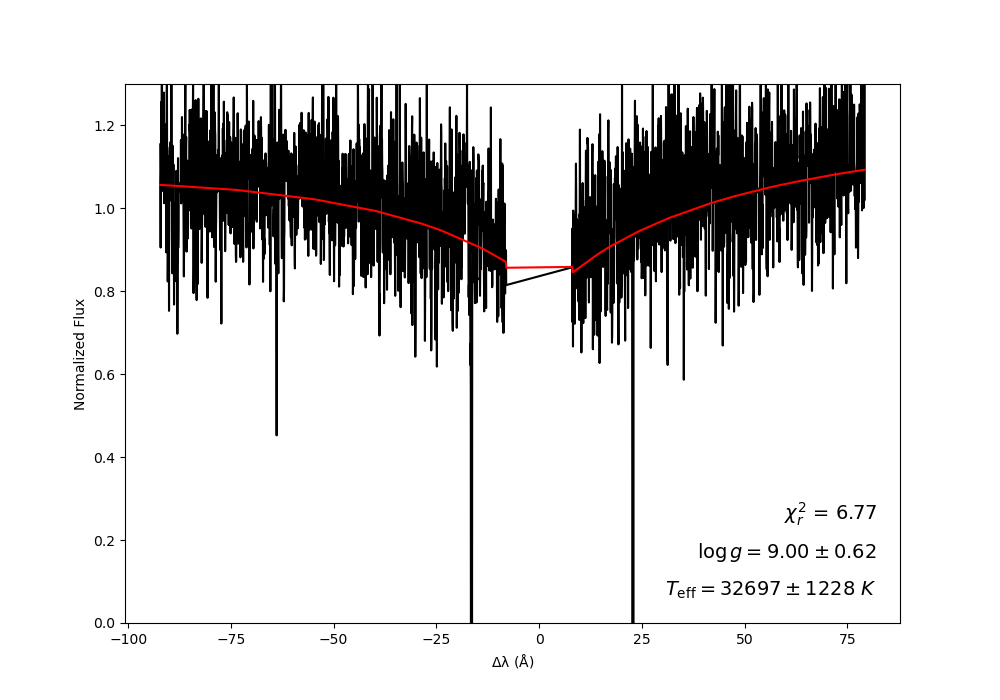 1.2
1.0
0.8
0.6
0.4
0.2
0.0
Normalized Flux
χ²ᵣ = 6.77
log g = 9.00 ± 0.62
T_eff = 32697 ± 1228 K
−100 −75 −50 −25 0 25 50 75
Δλ (Å)